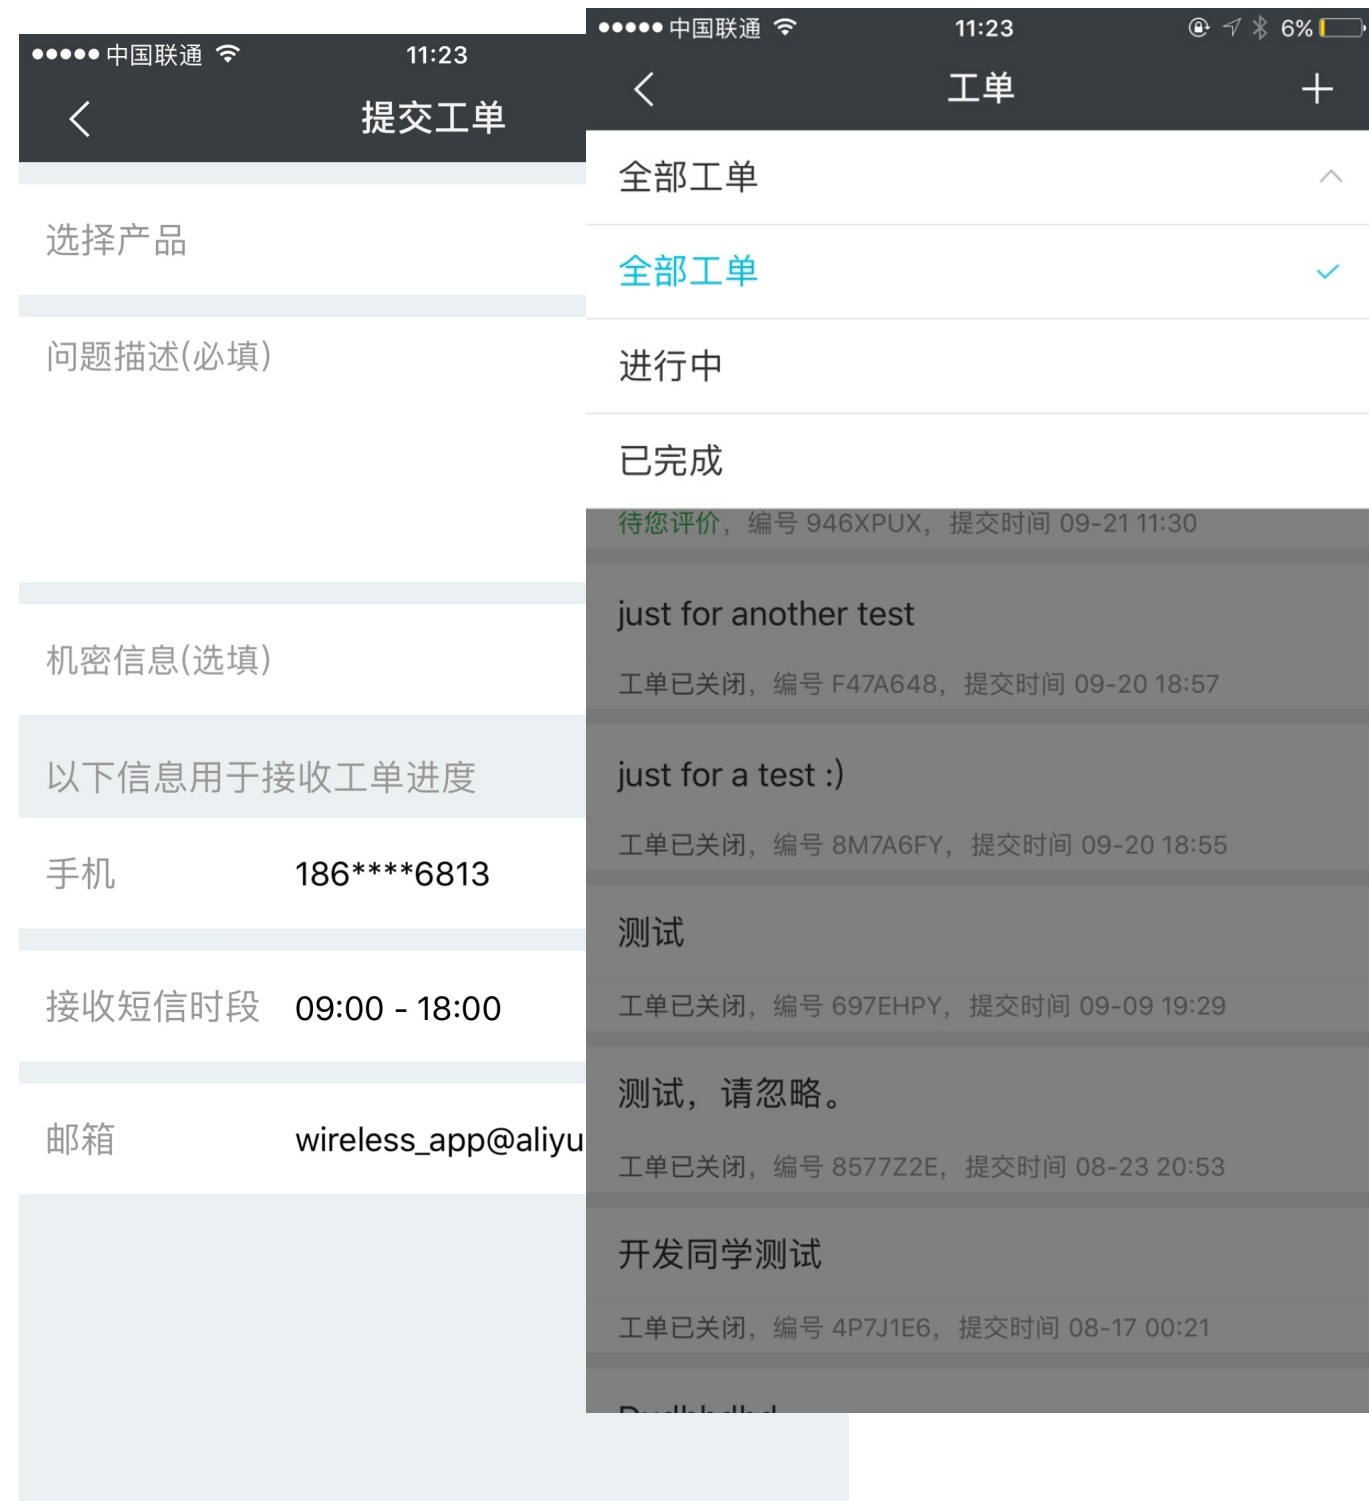 中国联通
11:23
提交工单
选择产品
问题描述(必填)
机密信息(选填)
以下信息用于接收工单进度
手机 186****6813
接收短信时段 09:00 - 18:00
邮箱 wireless_app@aliyu
中国联通 11:23 6%
工单
全部工单
全部工单
进行中
已完成
待您评价，编号 946XPUX，提交时间 09-21 11:30
just for another test
工单已关闭，编号 F47A648，提交时间 09-20 18:57
just for a test :)
工单已关闭，编号 8M7A6FY，提交时间 09-20 18:55
测试
工单已关闭，编号 697EHPY，提交时间 09-09 19:29
测试，请忽略。
工单已关闭，编号 8577Z2E，提交时间 08-23 20:53
开发同学测试
工单已关闭，编号 4P7J1E6，提交时间 08-17 00:21